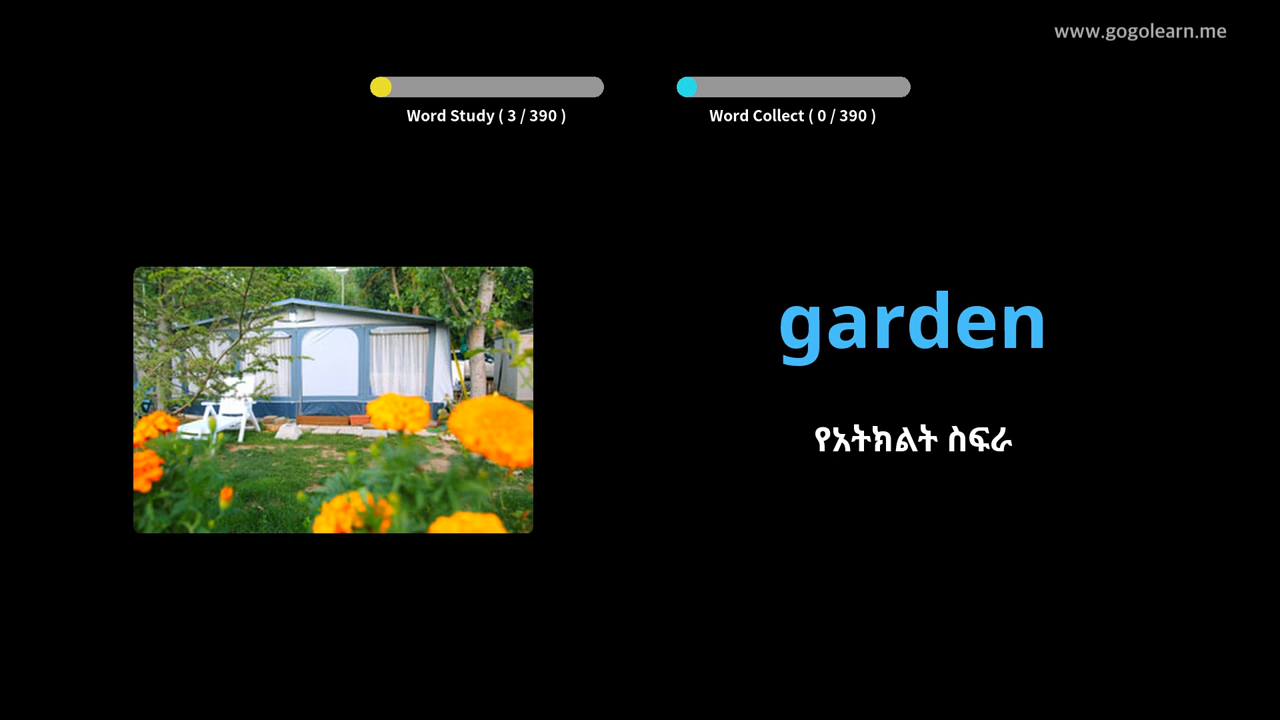 www.gogolearn.me
Word Study ( 3 / 390 )
Word Collect ( 0 / 390 )
garden
የአትክልት ስፍራ